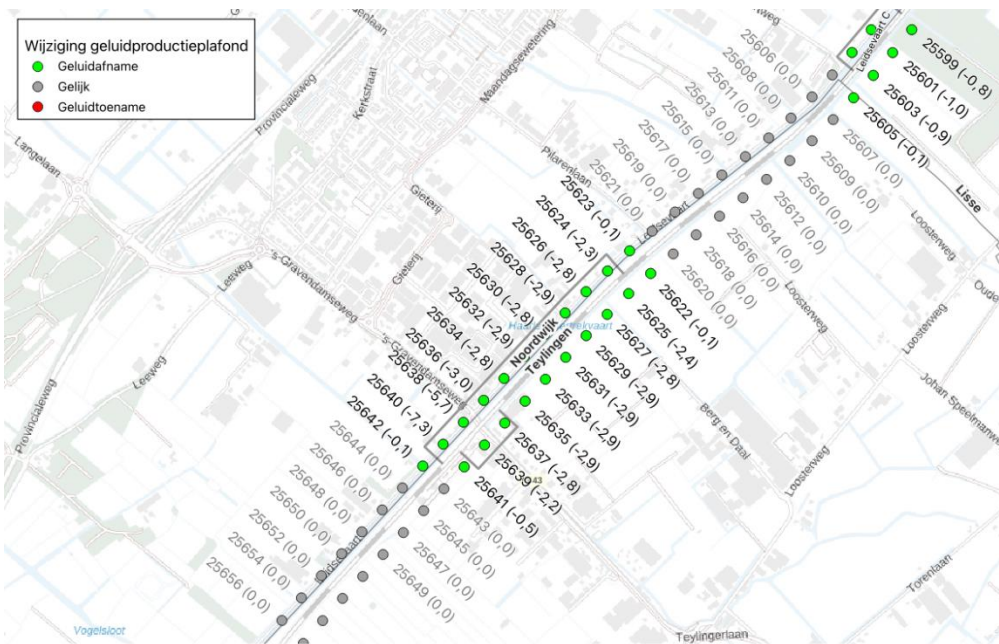 Wijziging geluidproductieplafond
Geluidafname
Gelijk
Geluidtoename
25599 (-0,8)
25601 (-1,0)
25603 (-0,9)
25605 (-0,1)
25607 (0,0)
25609 (0,0)
25610 (0,0)
25612 (0,0)
25614 (0,0)
25616 (0,0)
25618 (0,0)
25620 (0,0)
25622 (-0,1)
25625 (-2,4)
25627 (-2,8)
25629 (-2,9)
25631 (-2,9)
25633 (-2,9)
25635 (-2,9)
25637 (-2,8)
25639 (-2,2)
25641 (-0,5)
25643 (0,0)
25645 (0,0)
25647 (0,0)
25649 (0,0)
25606 (0,0)
25608 (0,0)
25611 (0,0)
25613 (0,0)
25615 (0,0)
25617 (0,0)
25619 (0,0)
25621 (0,0)
25623 (-0,1)
25624 (-2,3)
25626 (-2,8)
25628 (-2,9)
25630 (-2,8)
25632 (-2,9)
25634 (-2,8)
25636 (-3,0)
25638 (-5,7)
25640 (-7,3)
25642 (-0,1)
25644 (0,0)
25646 (0,0)
25648 (0,0)
25650 (0,0)
25652 (0,0)
25654 (0,0)
25656 (0,0)
Noordwijk
Teylingen
Lisse
Leidsevaart
Provincialeweg
Kerkstraat
Maandagsewetering
Langelaan
Pilarenlaan
Gieterij
Gieterij
's-Gravendamseweg
's-Gravendamseweg
Leeweg
Leeweg
Provincialeweg
Loosterweg
Loosterweg
Loosterweg
Loosterweg
Berg en Daal
Torenlaan
Teylingerlaan
Vogelsloot